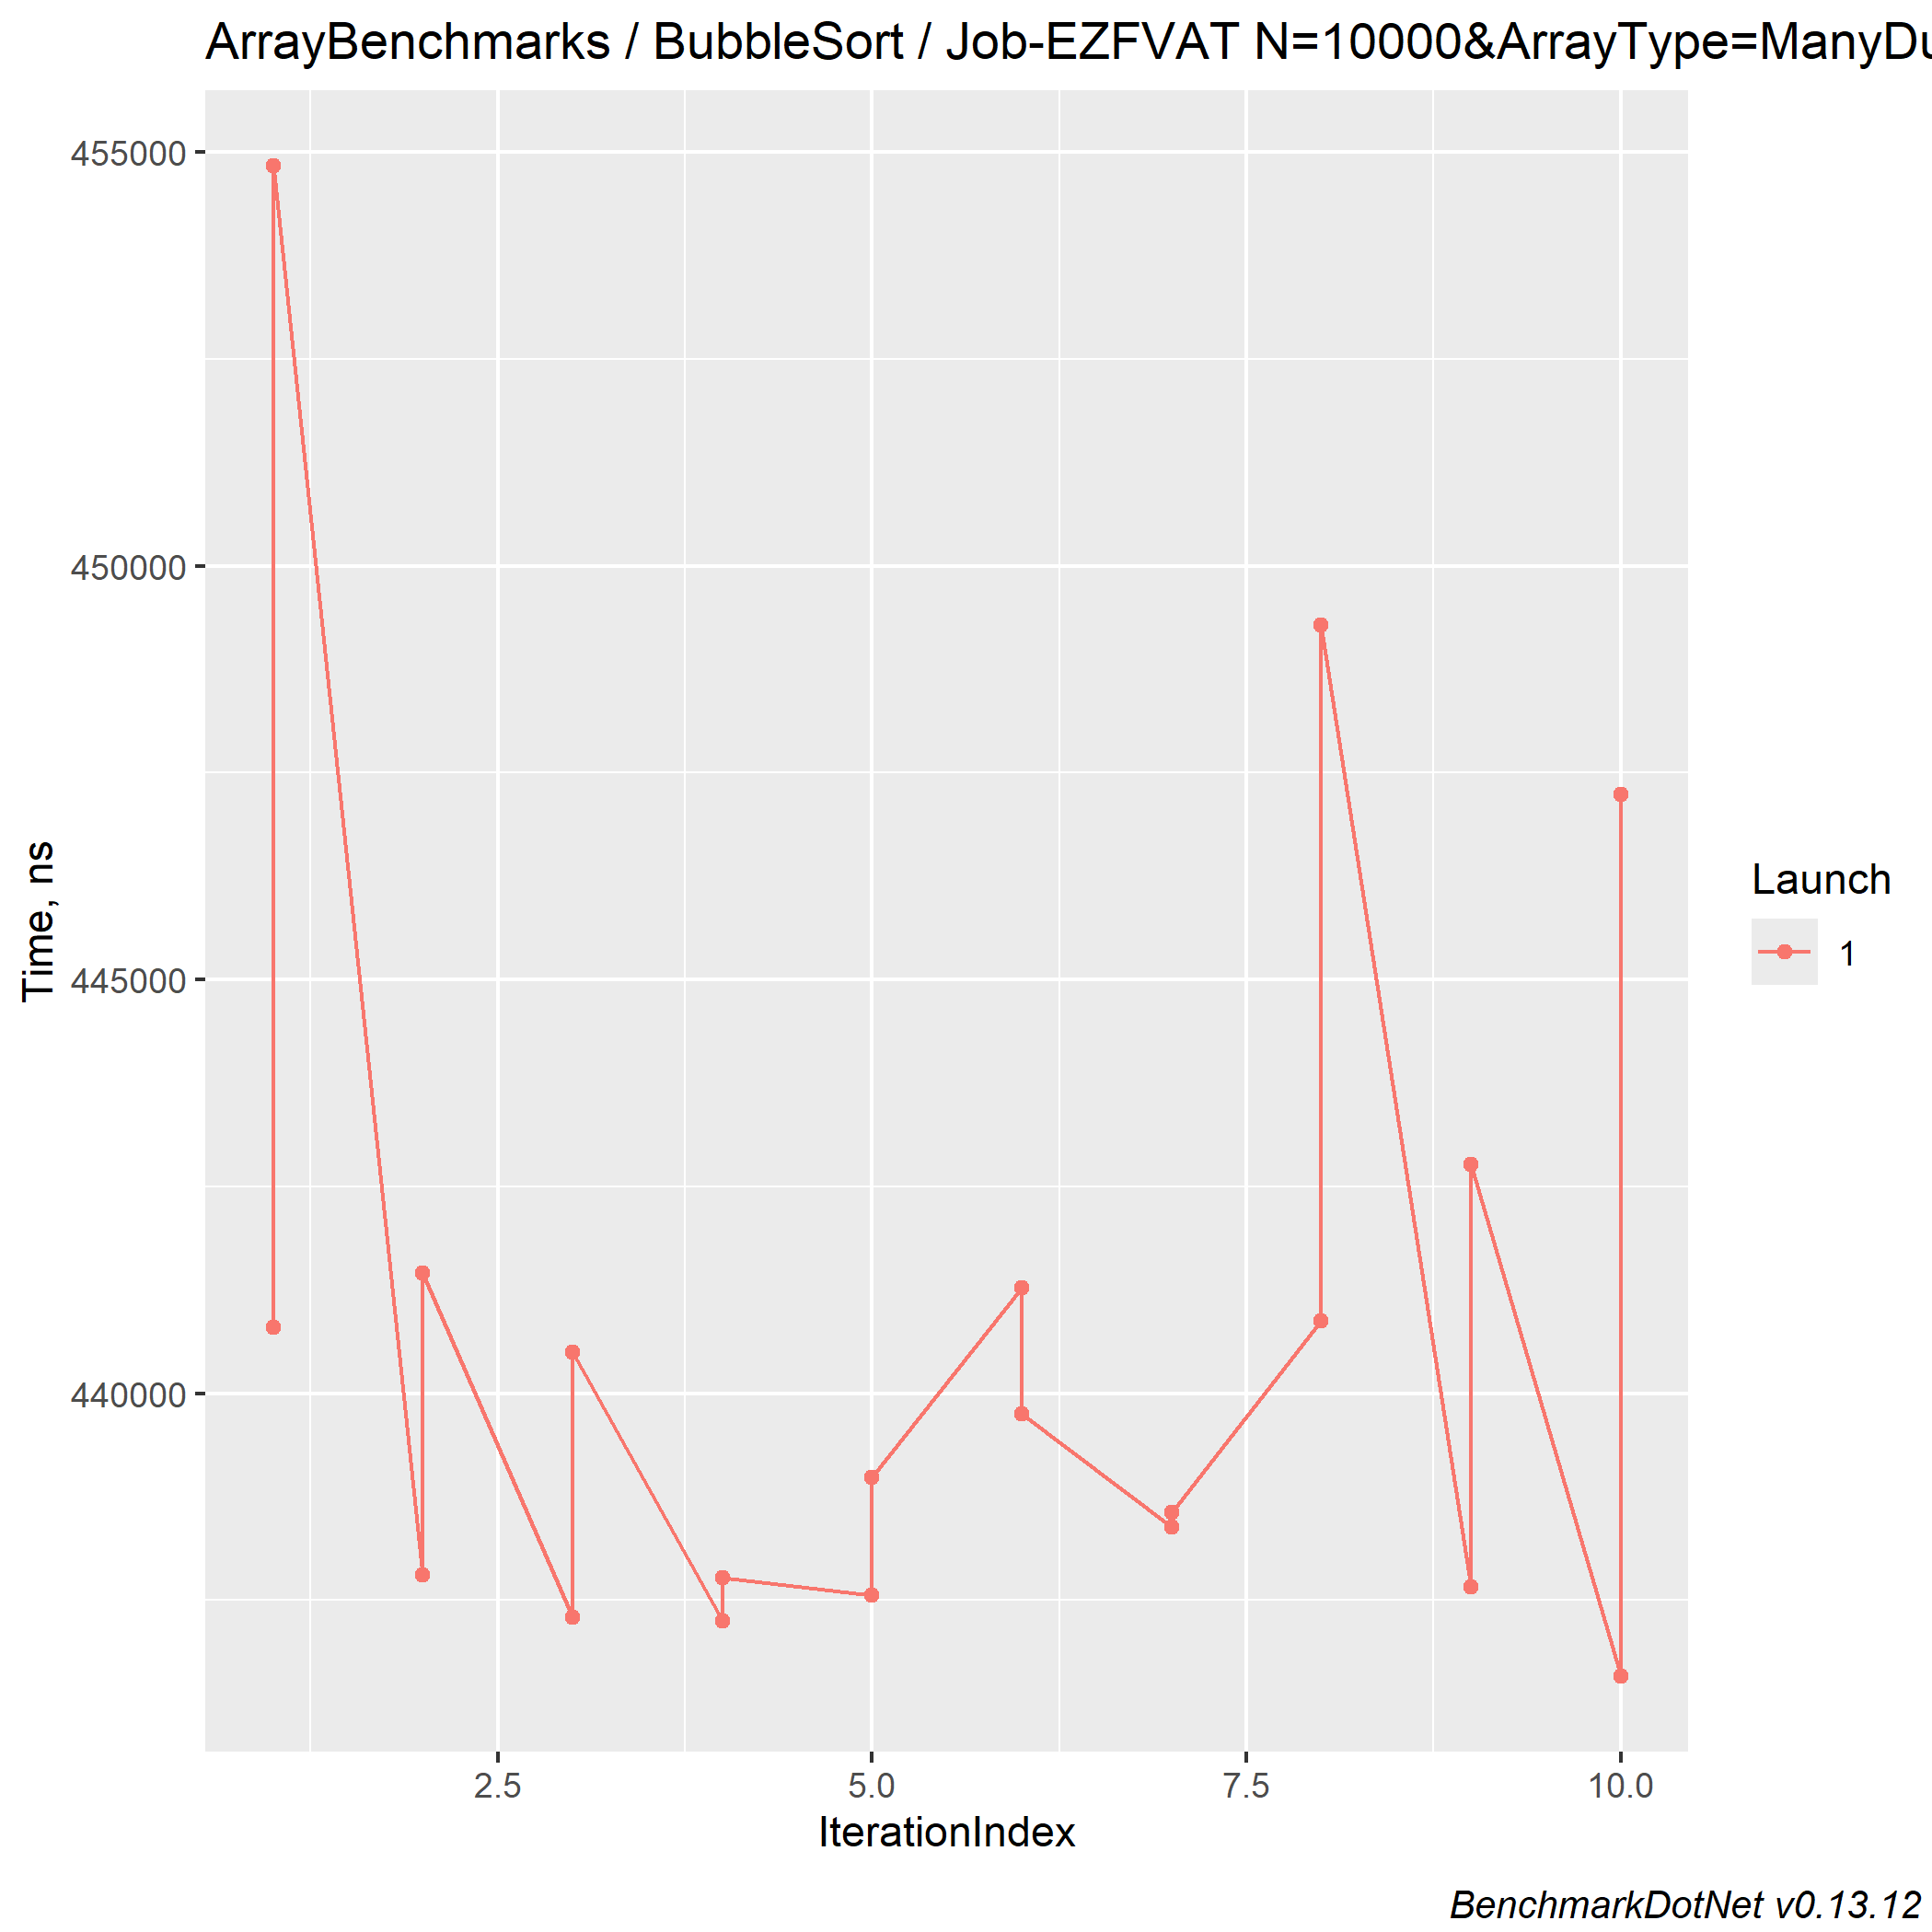 ArrayBenchmarks / BubbleSort / Job-EZFVAT N=10000&ArrayType=ManyDu
455000
450000
445000
440000
Time, ns
2.5 5.0 7.5 10.0
IterationIndex
Launch
1
BenchmarkDotNet v0.13.12